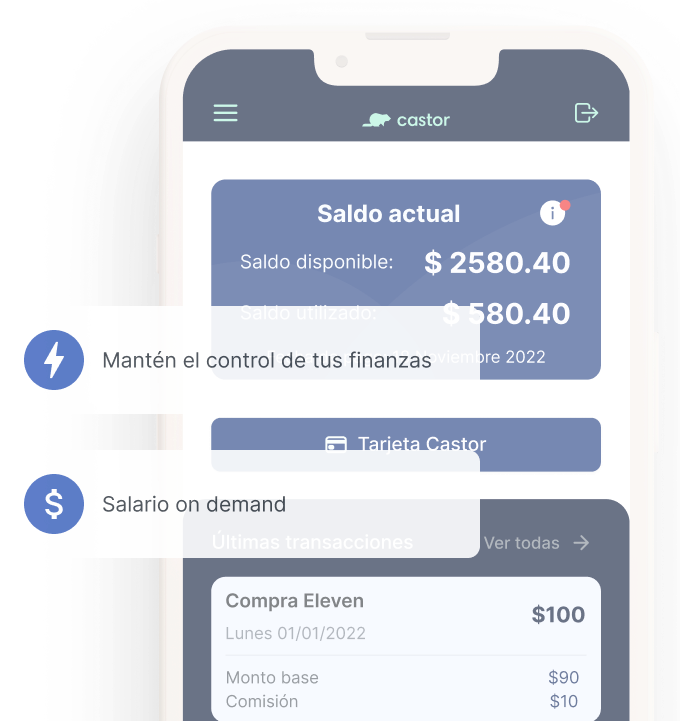 castor
Saldo actual
Saldo disponible: $ 2580.40
Saldo utilizado: $ 580.40
Noviembre 2022
Mantén el control de tus finanzas
Tarjeta Castor
Salario on demand
Últimas transacciones Ver todas
Compra Eleven
$100
Lunes 01/01/2022
Monto base $90
Comisión $10